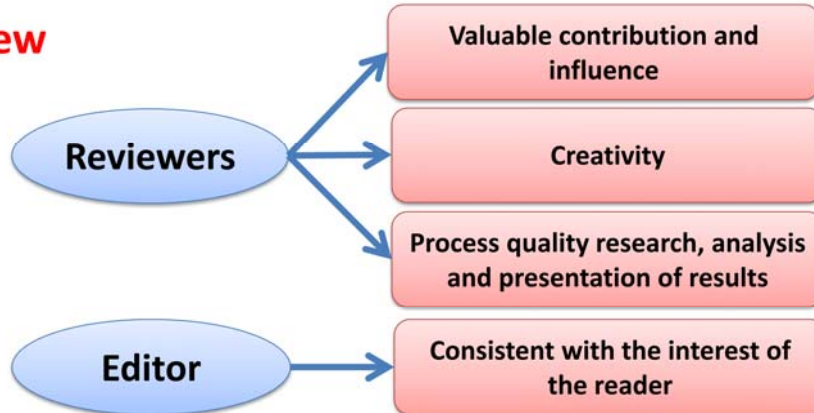 ew
Reviewers
Valuable contribution and
influence
Creativity
Process quality research, analysis
and presentation of results
Editor
Consistent with the interest of
the reader